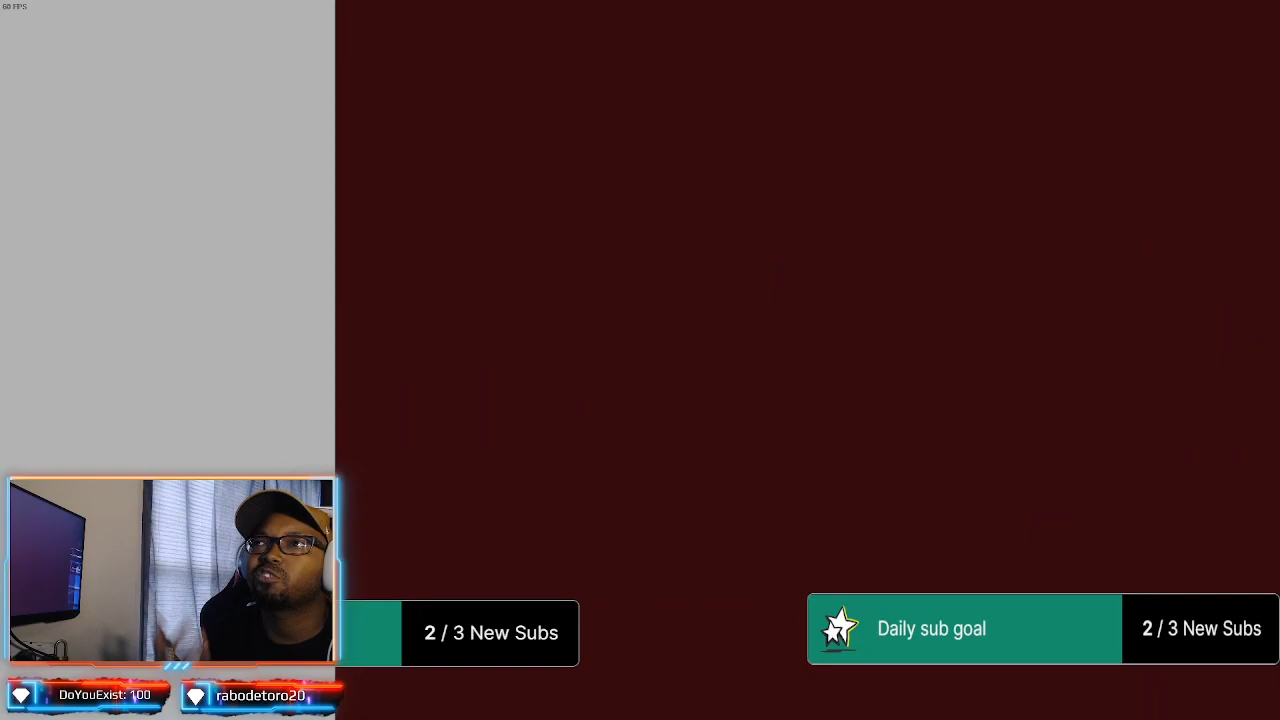 60 FPS
2 / 3 New Subs
Daily sub goal
2 / 3 New Subs
DoYouExist: 100
rabodetoro20